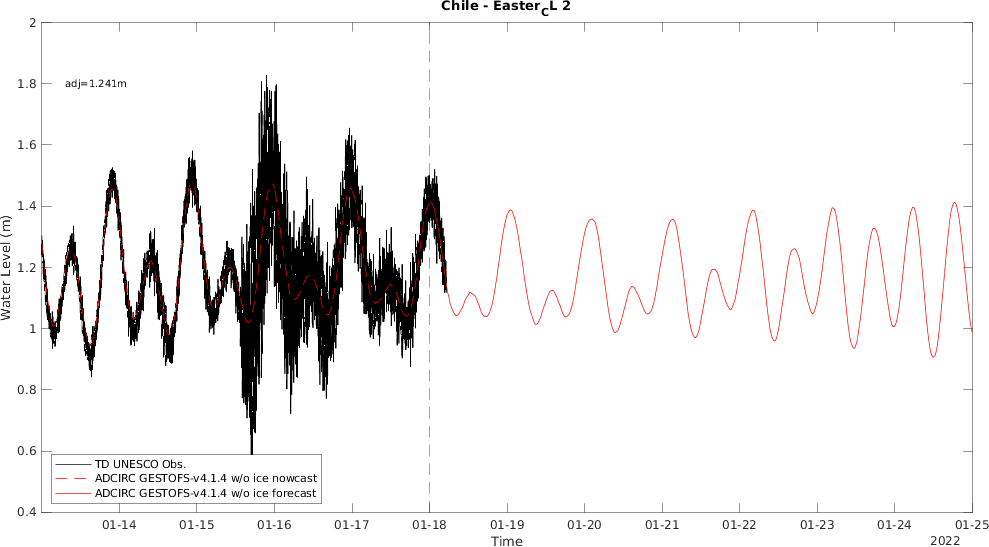 Chile - Easter_CL 2
2
1.8
adj=1.241m
1.6
1.4
1.2
1
0.8
0.6
0.4
Water Level (m)
TD UNESCO Obs.
ADCIRC GESTOFS-v4.1.4 w/o ice nowcast
ADCIRC GESTOFS-v4.1.4 w/o ice forecast
01-14 01-15 01-16 01-17 01-18 01-19 01-20 01-21 01-22 01-23 01-24 01-25
Time
2022